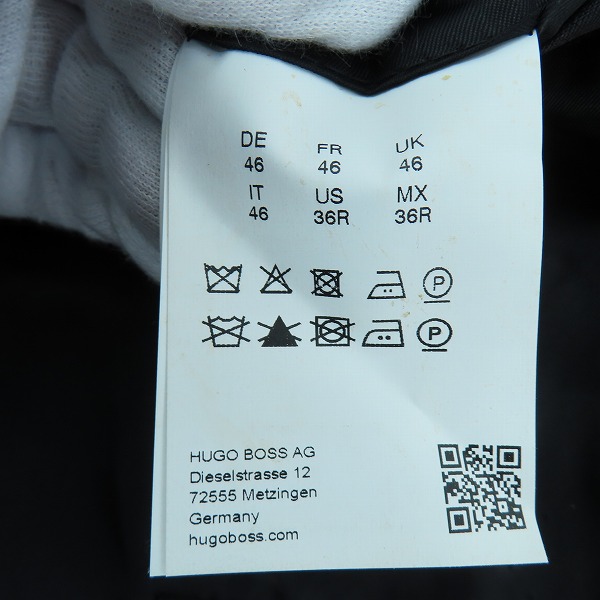 DE FR UK
46 46 46
IT US MX
46 36R 36R
P
P
HUGO BOSS AG
Dieselstrasse 12
72555 Metzingen
Germany
hugoboss.com